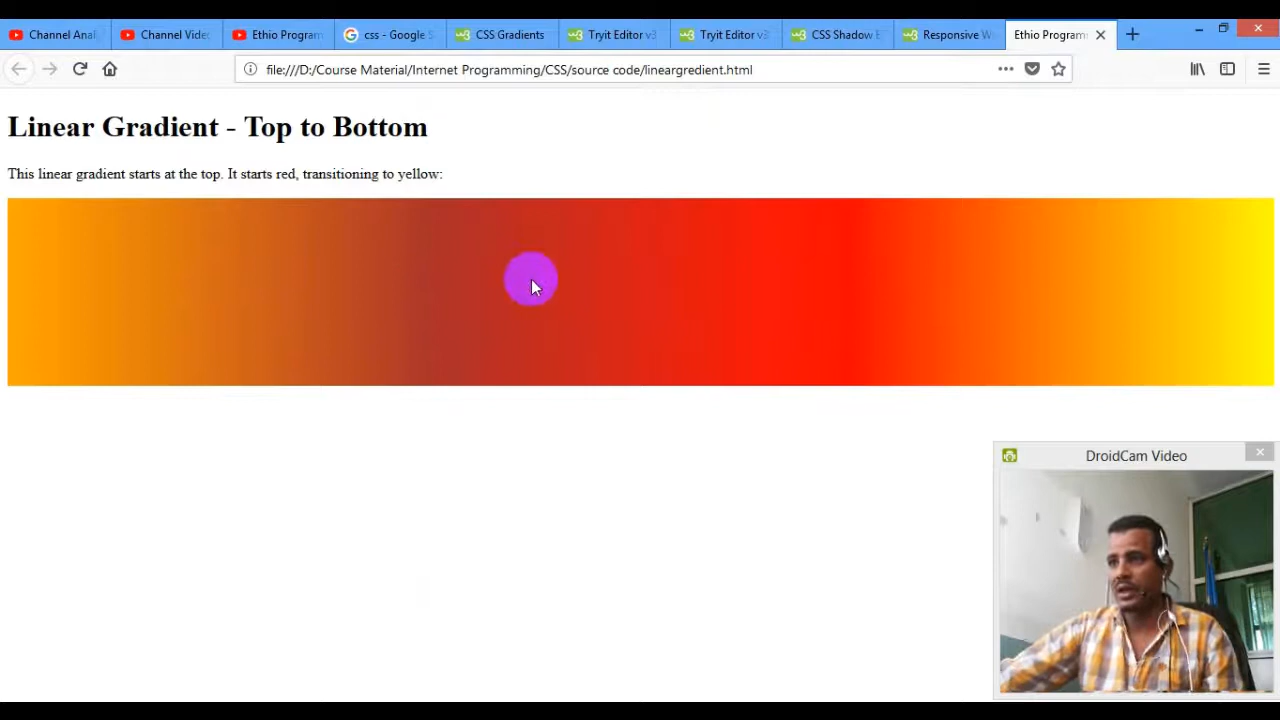 Channel Anal
Channel Vide
Ethio Program
css - Google S
CSS Gradients
Tryit Editor v3
Tryit Editor v3
CSS Shadow E
Responsive W
Ethio Program
file:///D:/Course Material/Internet Programming/CSS/source code/lineargredient.html
Linear Gradient - Top to Bottom
This linear gradient starts at the top. It starts red, transitioning to yellow:
DroidCam Video